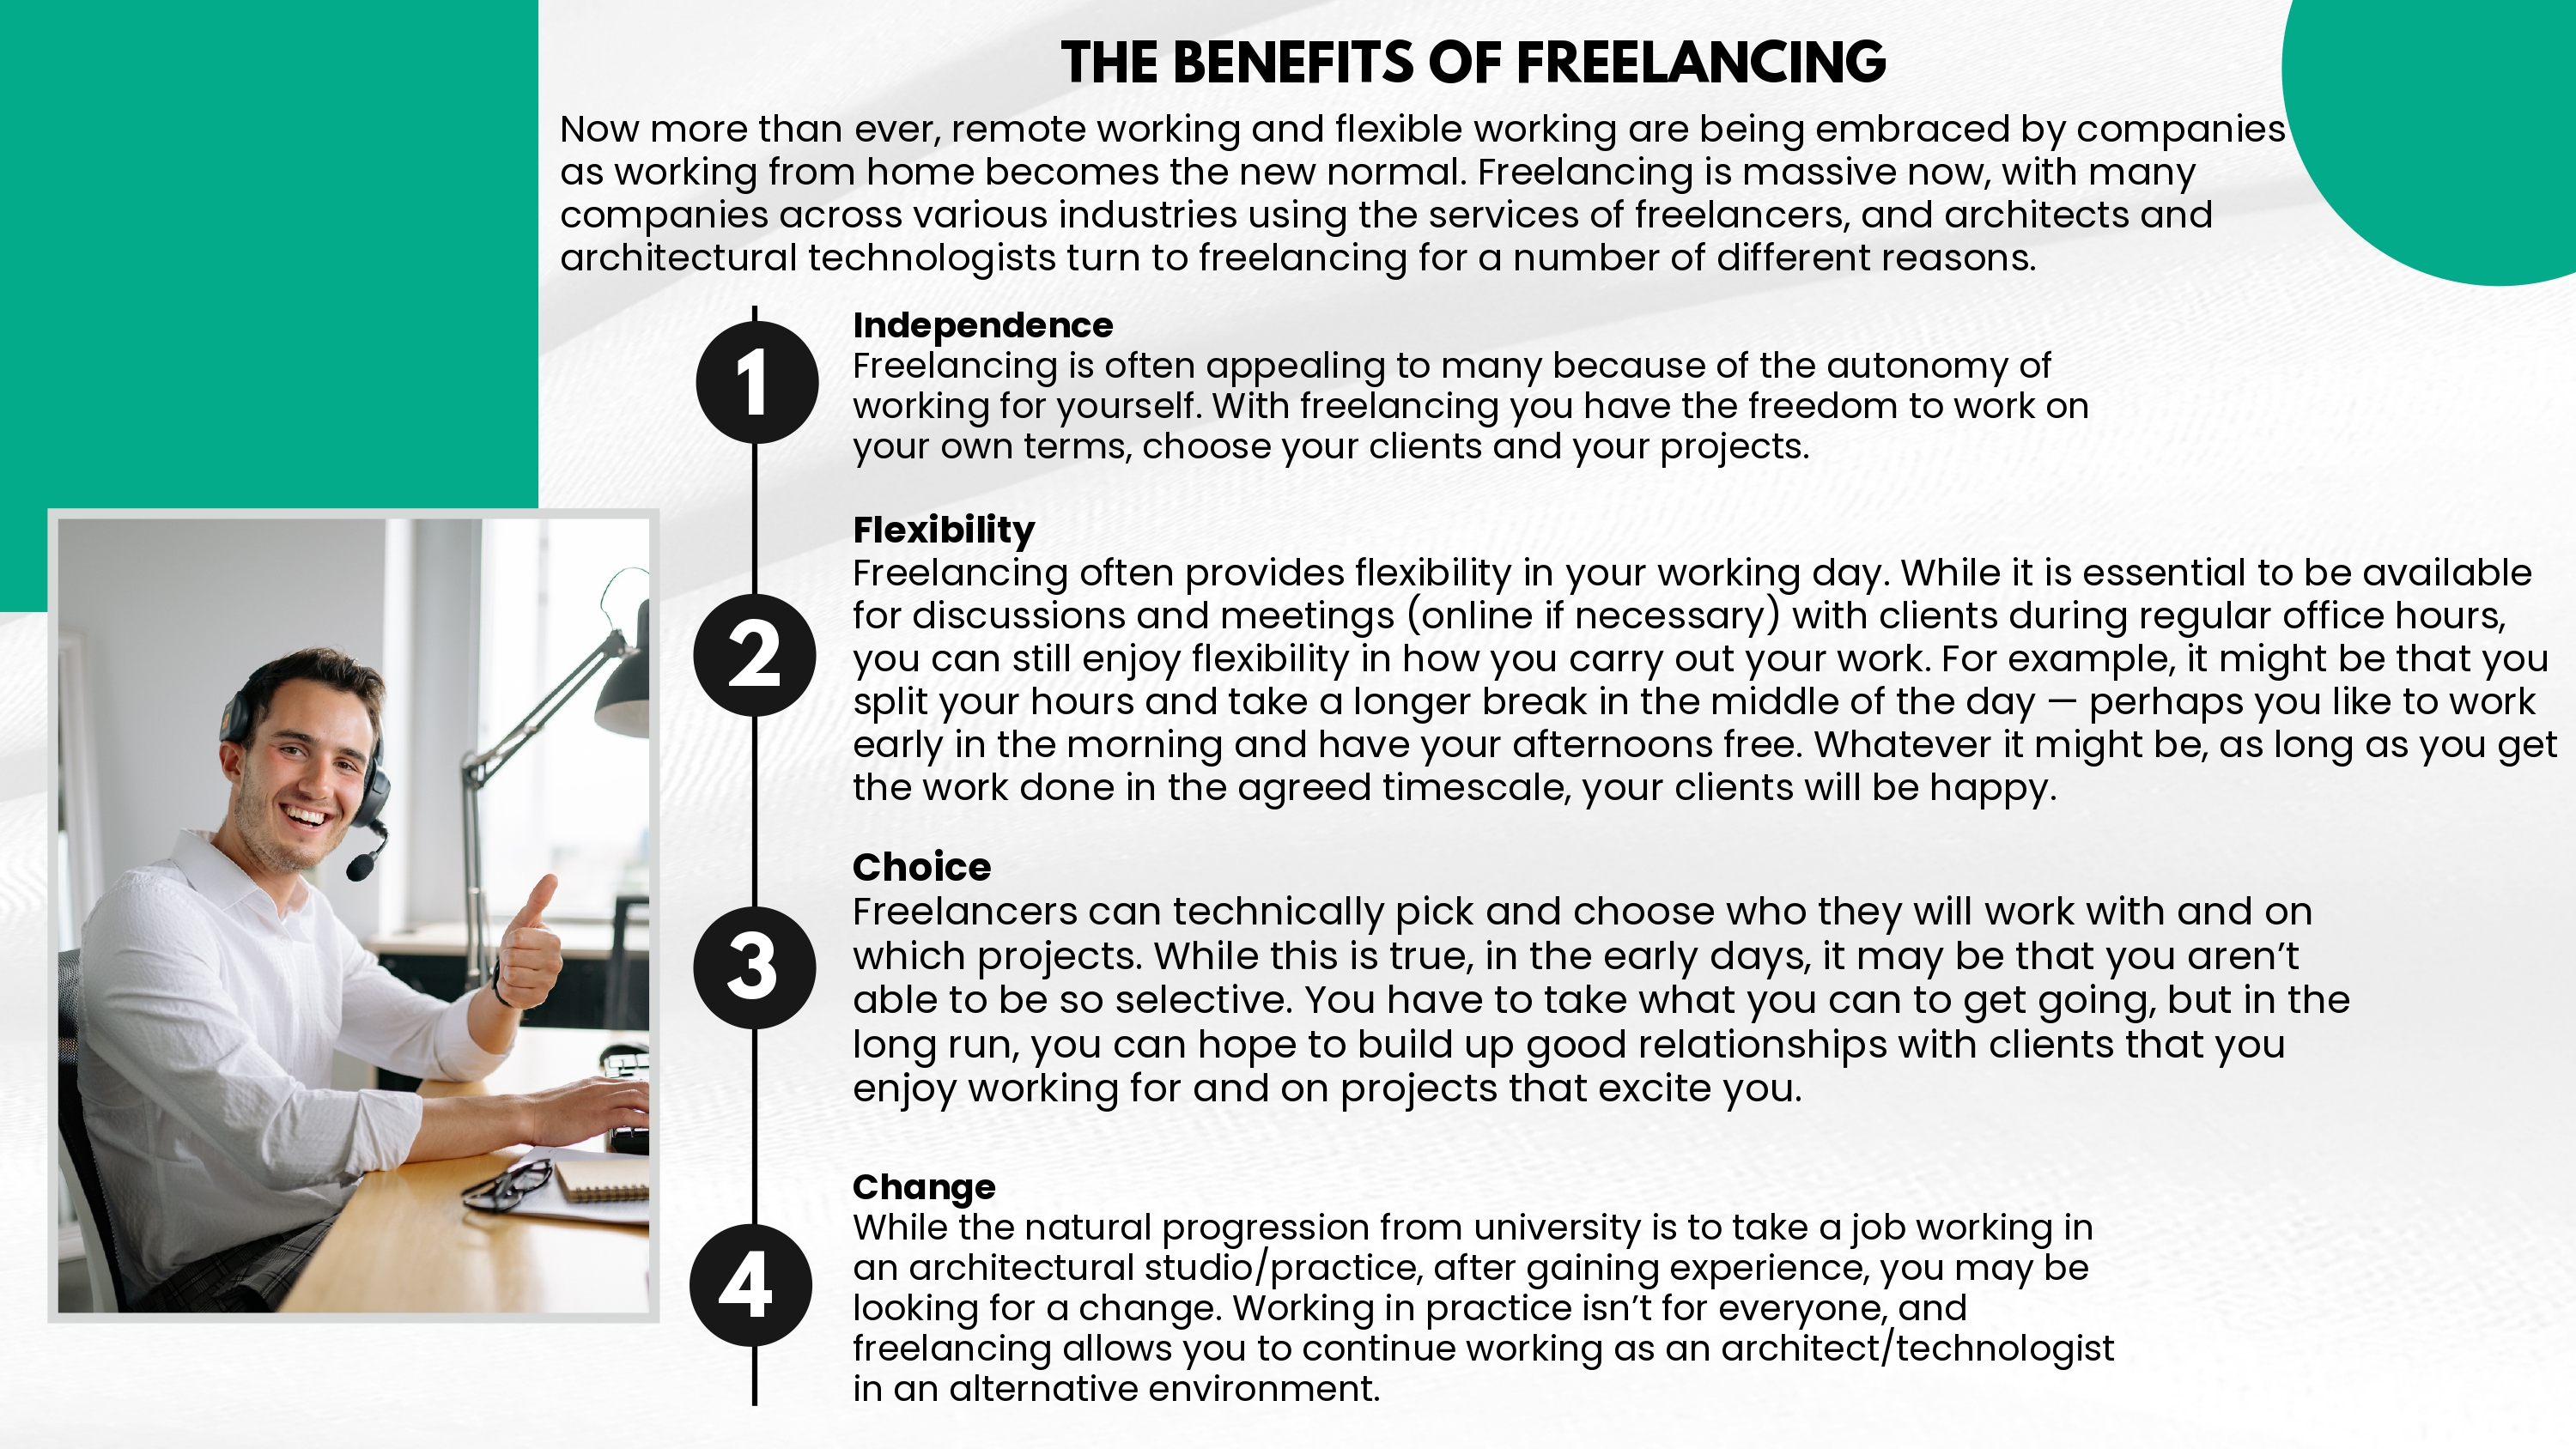 THE BENEFITS OF FREELANCING
Now more than ever, remote working and flexible working are being embraced by companies
as working from home becomes the new normal. Freelancing is massive now, with many
companies across various industries using the services of freelancers, and architects and
architectural technologists turn to freelancing for a number of different reasons.
1
Independence
Freelancing is often appealing to many because of the autonomy of
working for yourself. With freelancing you have the freedom to work on
your own terms, choose your clients and your projects.
2
Flexibility
Freelancing often provides flexibility in your working day. While it is essential to be available
for discussions and meetings (online if necessary) with clients during regular office hours,
you can still enjoy flexibility in how you carry out your work. For example, it might be that you
split your hours and take a longer break in the middle of the day — perhaps you like to work
early in the morning and have your afternoons free. Whatever it might be, as long as you get
the work done in the agreed timescale, your clients will be happy.
3
Choice
Freelancers can technically pick and choose who they will work with and on
which projects. While this is true, in the early days, it may be that you aren’t
able to be so selective. You have to take what you can to get going, but in the
long run, you can hope to build up good relationships with clients that you
enjoy working for and on projects that excite you.
4
Change
While the natural progression from university is to take a job working in
an architectural studio/practice, after gaining experience, you may be
looking for a change. Working in practice isn’t for everyone, and
freelancing allows you to continue working as an architect/technologist
in an alternative environment.